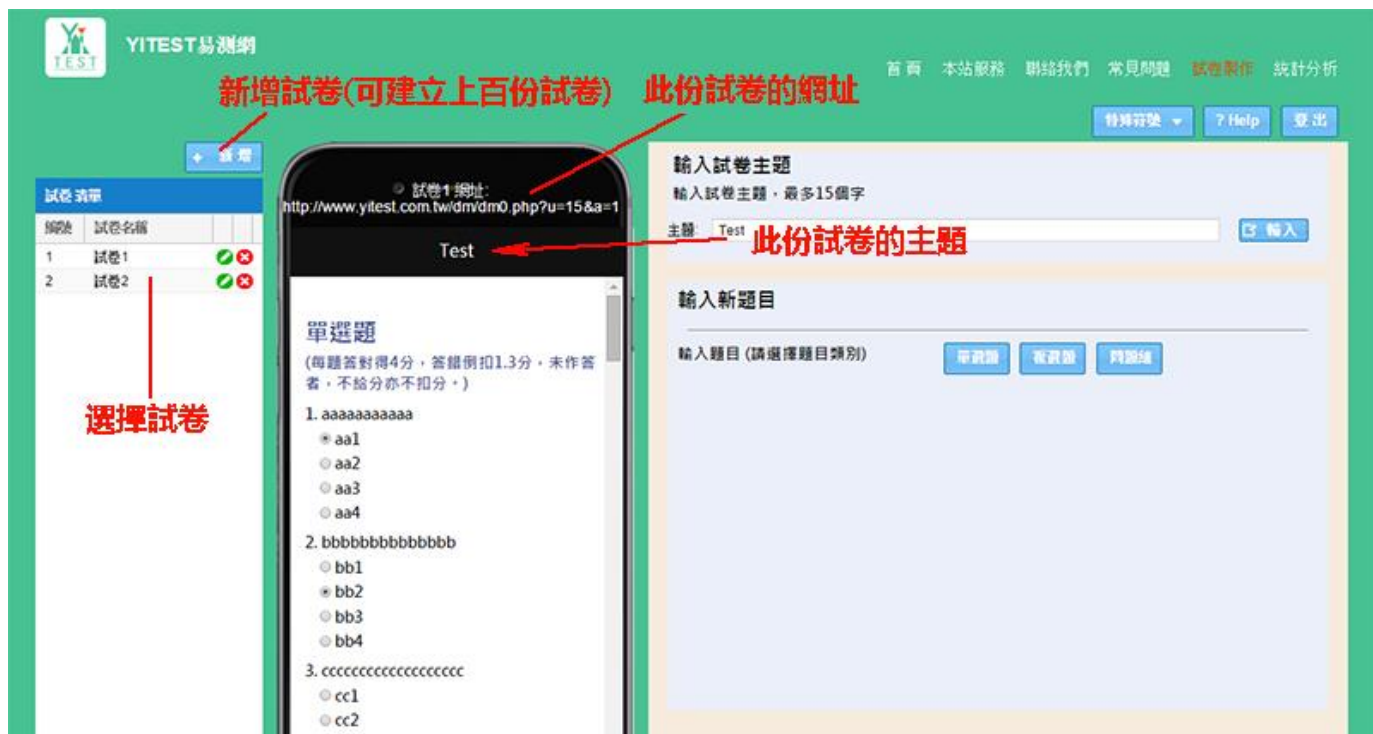 YITEST易測網
TEST
首頁 本站服務 聯絡我們 常見問題 試卷製作 統計分析
新增試卷(可建立上百份試卷)
此份試卷的網址
特殊符號 ? Help 登出
+ 新增
試卷清單
編號 試卷名稱
1 試卷1
2 試卷2
選擇試卷
試卷1 網址:
http://www.yitest.com.tw/dm/dm0.php?u=15&a=1
Test
此份試卷的主題
單選題
(每題答對得4分,答錯倒扣1.3分,未作答
者,不給分亦不扣分。)
1. aaaaaaaaaaa
aa1
aa2
aa3
aa4
2. bbbbbbbbbbbbbb
bb1
bb2
bb3
bb4
3. ccccccccccccccccccc
cc1
cc2
輸入試卷主題
輸入試卷主題,最多15個字
主題: Test 輸入
輸入新題目
輸入題目 (請選擇題目類別) 單選題 複選題 問題組